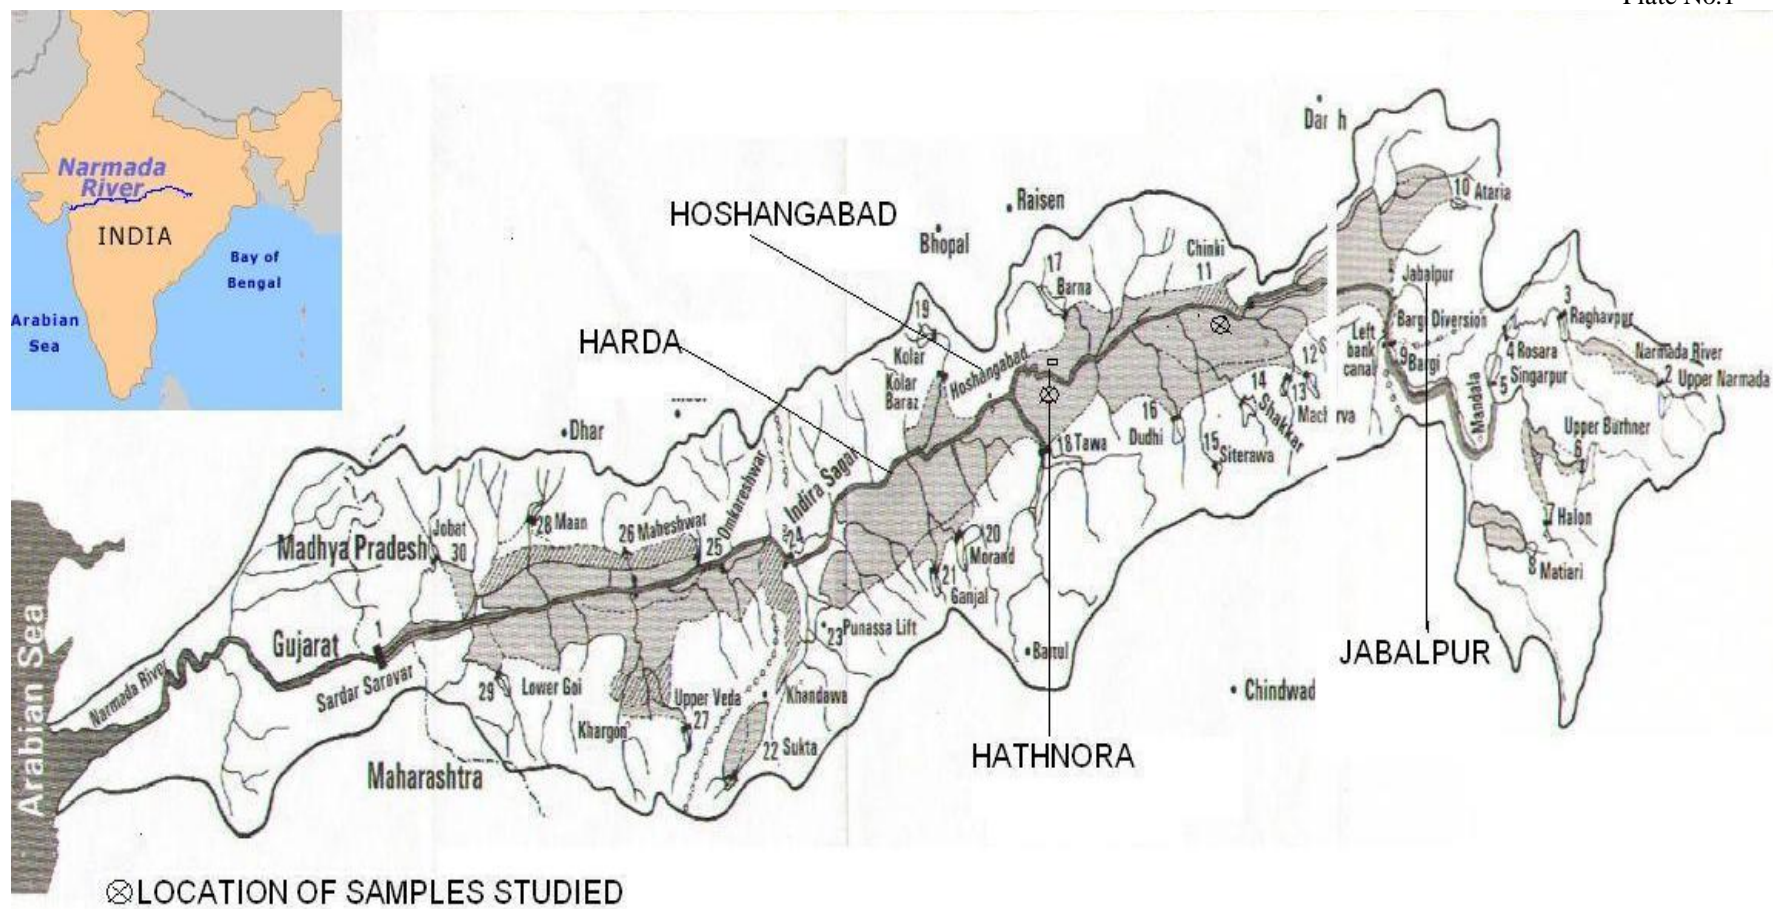 Plate No.1
Narmada
River
INDIA
Bay of
Bengal
Arabian
Sea
HOSHANGABAD
HARDA
Bhopal
Raisen
17
Barna
Chinki
11
10 Ataria
Jabalpur
Bargi Diversion
Left
bank
canal
9 Bargi
3
Raghavpur
4 Rosara
Singarpur
5
Narmada River
2 Upper Narmada
Mandala
Upper Burhner
6
7
Halon
8
Matiari
JABALPUR
19
Kolar
Kolar
Baraz
Hoshangabad
12
13
14
Shakkar
15
Siterawa
16
Dudhi
18 Tawa
Dhar
Indira Sagar
Omkareshwar
24
25
26 Maheshwat
28 Maan
Jobat
30
Madhya Pradesh
20
Morand
21
Ganjal
23 Punassa Lift
Chindwad
HATHNORA
Gujarat
1
Sardar Sarovar
Narmada River
Arabian Sea
29
Lower Goi
Khargon
Upper Veda
27
Khandawa
22 Sukta
Maharashtra
LOCATION OF SAMPLES STUDIED